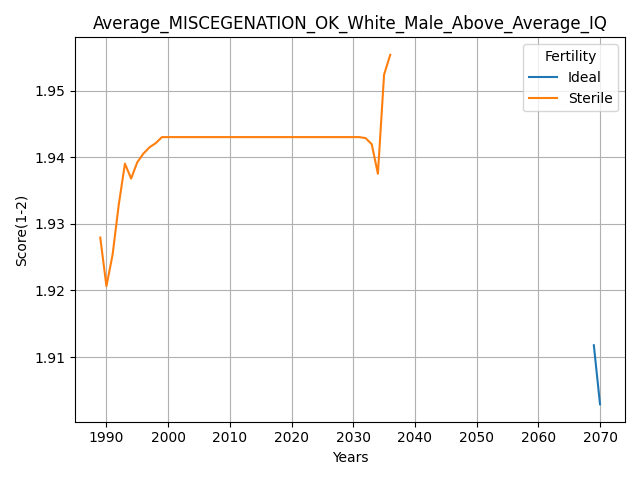 Average_MISCEGENATION_OK_White_Male_Above_Average_IQ
Fertility
Ideal
Sterile
Score(1-2)
1.95
1.94
1.93
1.92
1.91
1990 2000 2010 2020 2030 2040 2050 2060 2070
Years